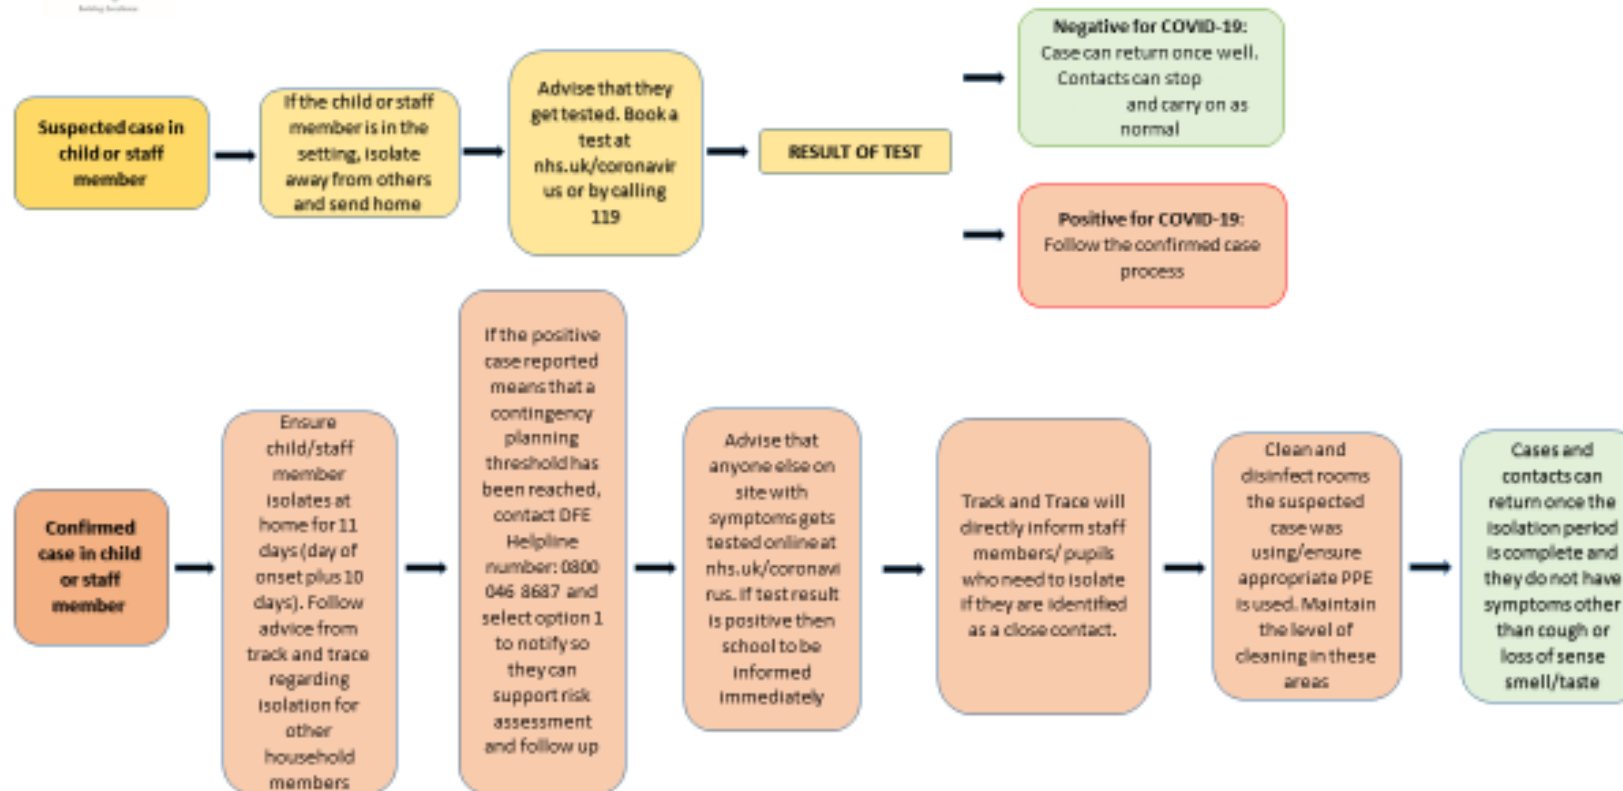 Suspected case in
child or staff
member
If the child or staff
member is in the
setting, isolate
away from others
and send home
Advise that they
get tested. Book a
test at
nhs.uk/coronavir
us or by calling
119
RESULT OF TEST
Negative for COVID-19:
Case can return once well.
Contacts can stop
and carry on as
normal
Positive for COVID-19:
Follow the confirmed case
process
Confirmed
case in child
or staff
member
Ensure
child/staff
member
isolates at
home for 11
days (day of
onset plus 10
days). Follow
advice from
track and trace
regarding
isolation for
other
household
members
If the positive
case reported
means that a
contingency
planning
threshold has
been reached,
contact DFE
Helpline
number: 0800
046 8687 and
select option 1
to notify so
they can
support risk
assessment
and follow up
Advise that
anyone else on
site with
symptoms gets
tested online at
nhs.uk/coronavi
rus. If test result
is positive then
school to be
informed
immediately
Track and Trace will
directly inform staff
members/ pupils
who need to isolate
if they are identified
as a close contact.
Clean and
disinfect rooms
the suspected
case was
using/ensure
appropriate PPE
is used. Maintain
the level of
cleaning in these
areas
Cases and
contacts can
return once the
isolation period
is complete and
they do not have
symptoms other
than cough or
loss of sense
smell/taste